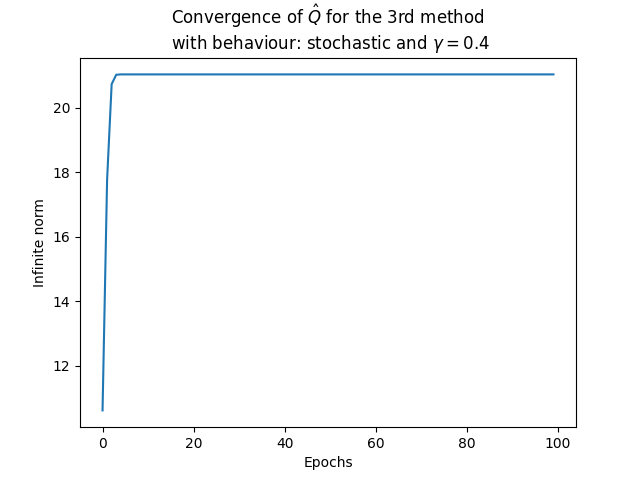 Convergence of Q̂ for the 3rd method
with behaviour: stochastic and γ = 0.4
Infinite norm
20
18
16
14
12
0 20 40 60 80 100
Epochs